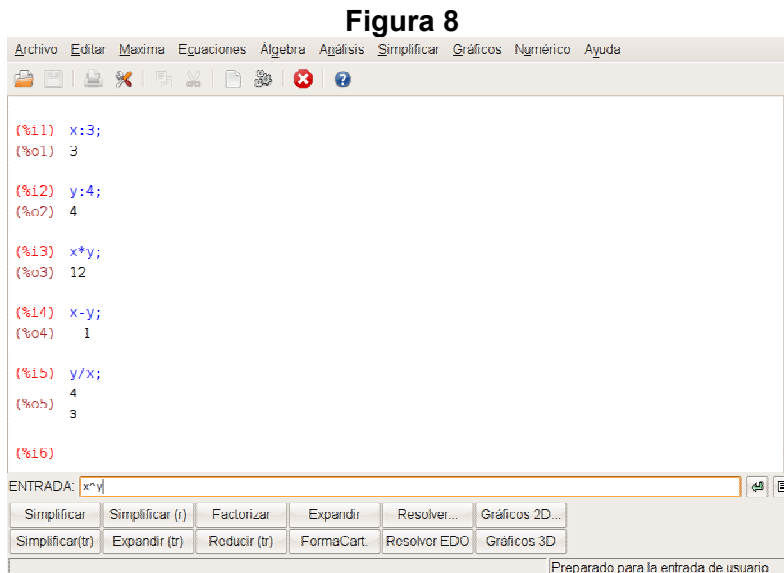 Figura 8
Archivo Editar Maxima Ecuaciones Álgebra Análisis Simplificar Gráficos Numérico Ayuda
(%i1) x:3;
(%o1) 3
(%i2) y:4;
(%o2) 4
(%i3) x*y;
(%o3) 12
(%i4) x-y;
(%o4) 1
(%i5) y/x;
4
(%o5)
3
(%i6)
ENTRADA: x^y
Simplificar Simplificar (r) Factorizar Expandir Resolver... Gráficos 2D...
Simplificar(tr) Expandir (tr) Reducir (tr) FormaCart. Resolver EDO Gráficos 3D
Preparado para la entrada de usuario